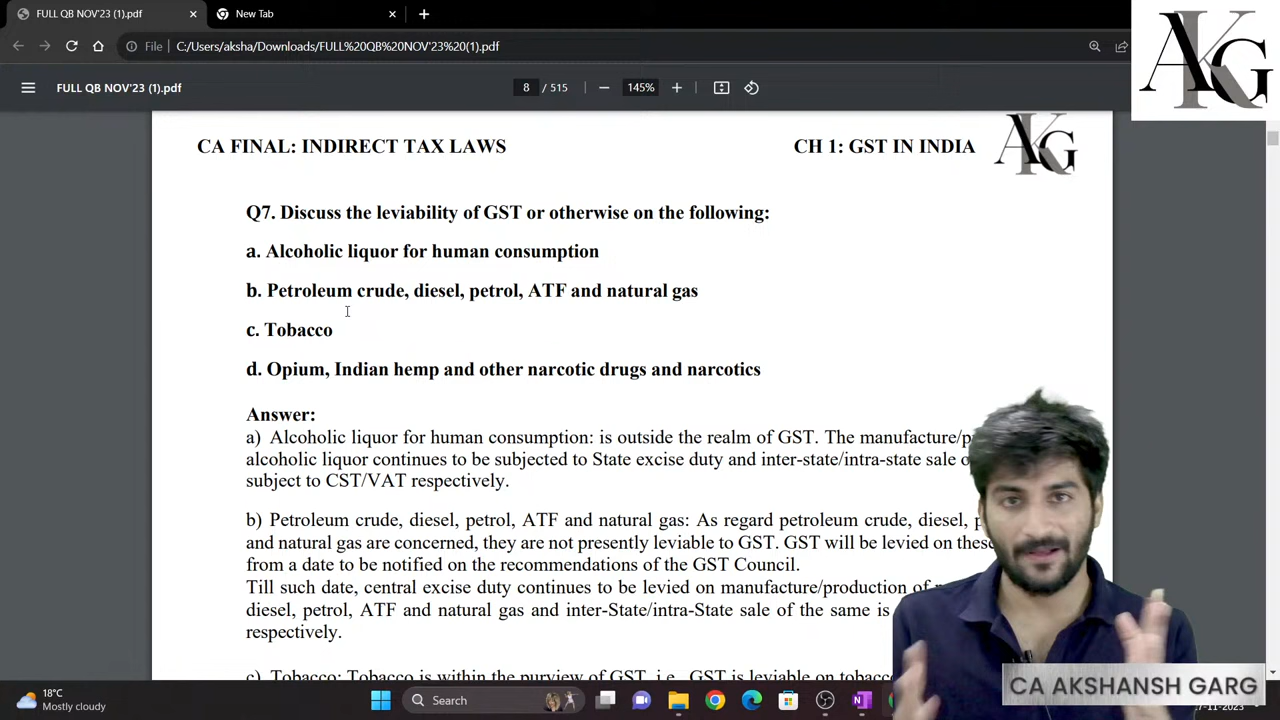 FULL QB NOV'23 (1).pdf
New Tab
File C:/Users/aksha/Downloads/FULL%20QB%20NOV'23%20(1).pdf
AKG
FULL QB NOV'23 (1).pdf
8 / 515
145%
CA FINAL: INDIRECT TAX LAWS
CH 1: GST IN INDIA
AKG
Q7. Discuss the leviability of GST or otherwise on the following:
a. Alcoholic liquor for human consumption
b. Petroleum crude, diesel, petrol, ATF and natural gas
c. Tobacco
d. Opium, Indian hemp and other narcotic drugs and narcotics
Answer:
a) Alcoholic liquor for human consumption: is outside the realm of GST. The manufacture/p
alcoholic liquor continues to be subjected to State excise duty and inter-state/intra-state sale o
subject to CST/VAT respectively.
b) Petroleum crude, diesel, petrol, ATF and natural gas: As regard petroleum crude, diesel, p
and natural gas are concerned, they are not presently leviable to GST. GST will be levied on these
from a date to be notified on the recommendations of the GST Council.
Till such date, central excise duty continues to be levied on manufacture/production of
diesel, petrol, ATF and natural gas and inter-State/intra-State sale of the same is
respectively.
c) Tobacco: Tobacco is within the purview of GST, i.e. GST is leviable on tobacco
CA AKSHANSH GARG
18°C
Mostly cloudy
Search
7-11-2023